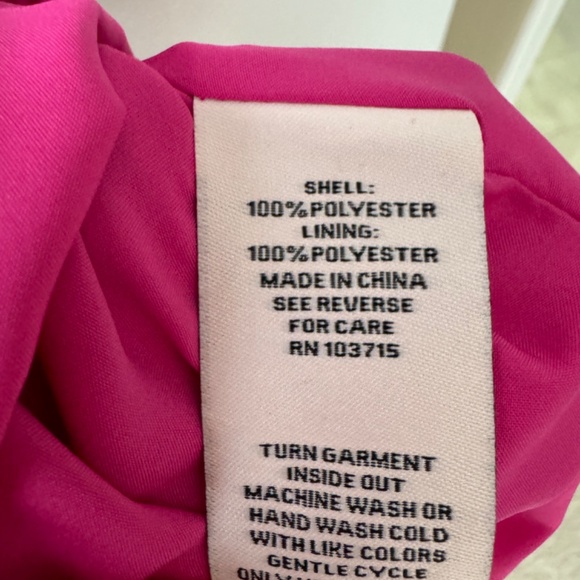 SHELL:
100% POLYESTER
LINING:
100% POLYESTER
MADE IN CHINA
SEE REVERSE
FOR CARE
RN 103715
TURN GARMENT
INSIDE OUT
MACHINE WASH OR
HAND WASH COLD
WITH LIKE COLORS
GENTLE CYCLE
ONLY